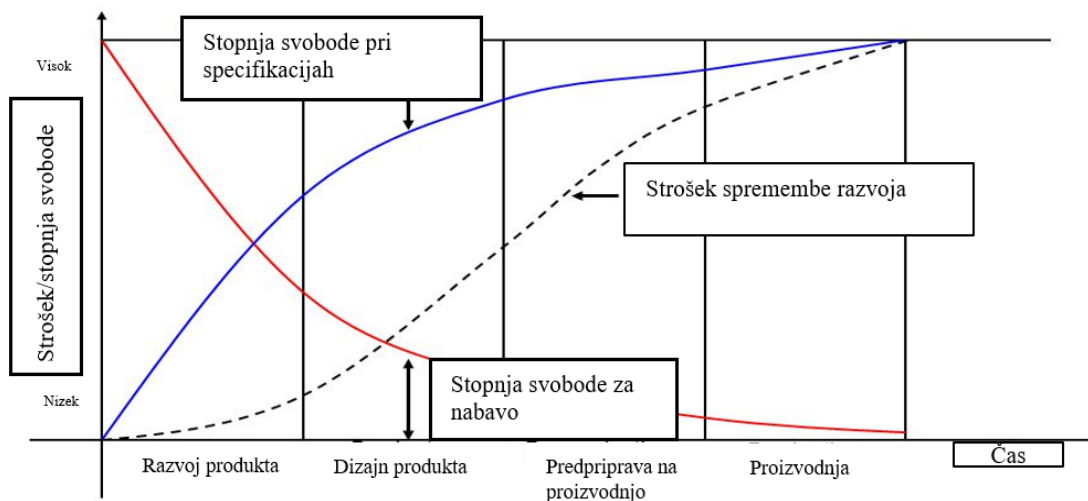 Stopnja svobode pri
specifikacijah
Visok
Strošek/stopnja svobode
Strošek spremembe razvoja
Stopnja svobode za
nabavo
Nizek
Čas
Razvoj produkta
Dizajn produkta
Predpriprava na
proizvodnjo
Proizvodnja